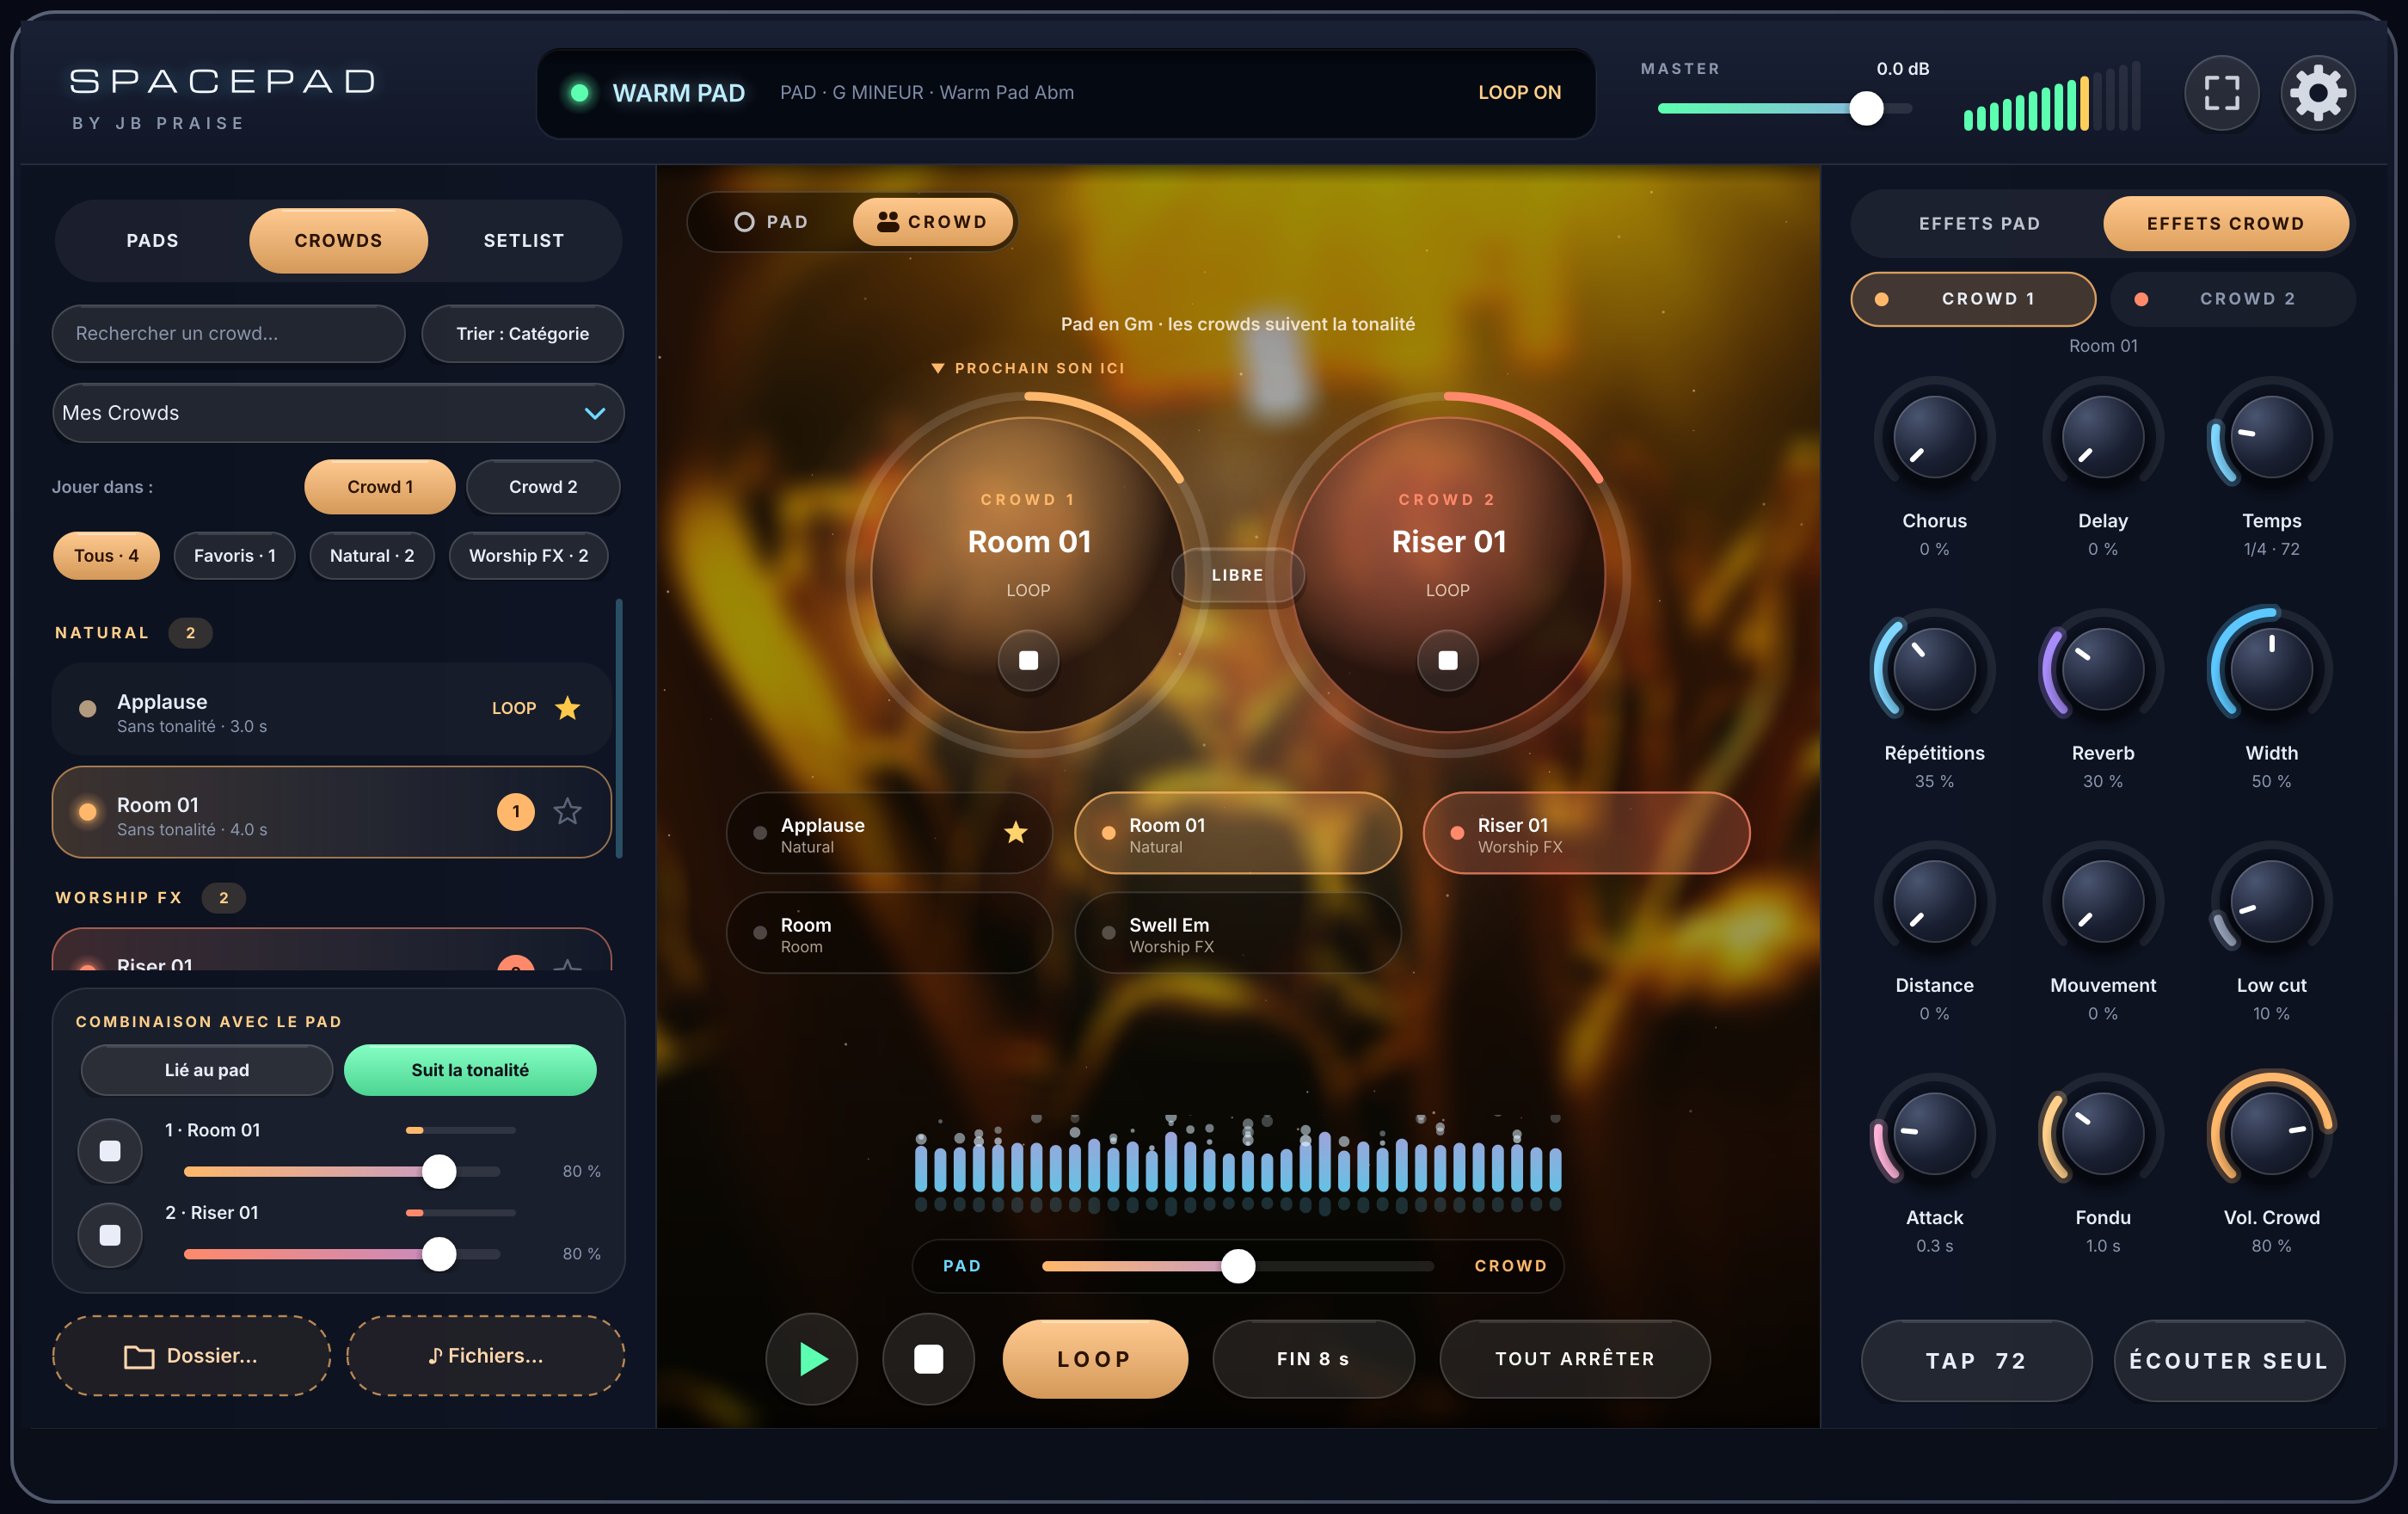 SPACEPAD
BY JB PRAISE
WARM PAD
PAD · G MINEUR · Warm Pad Abm
LOOP ON
MASTER
0.0 dB
PADS
CROWDS
SETLIST
Rechercher un crowd...
Trier : Catégorie
Mes Crowds
Jouer dans :
Crowd 1
Crowd 2
Tous · 4
Favoris · 1
Natural · 2
Worship FX · 2
NATURAL
2
Applause
Sans tonalité · 3.0 s
LOOP
Room 01
Sans tonalité · 4.0 s
1
WORSHIP FX
2
Riser 01
COMBINAISON AVEC LE PAD
Lié au pad
Suit la tonalité
1 · Room 01
80 %
2 · Riser 01
80 %
Dossier...
Fichiers...
PAD
CROWD
Pad en Gm · les crowds suivent la tonalité
PROCHAIN SON ICI
CROWD 1
Room 01
LOOP
LIBRE
CROWD 2
Riser 01
LOOP
Applause
Natural
Room 01
Natural
Riser 01
Worship FX
Room
Room
Swell Em
Worship FX
PAD
CROWD
LOOP
FIN 8 s
TOUT ARRÊTER
EFFETS PAD
EFFETS CROWD
CROWD 1
CROWD 2
Room 01
Chorus
0 %
Delay
0 %
Temps
1/4 · 72
Répétitions
35 %
Reverb
30 %
Width
50 %
Distance
0 %
Mouvement
0 %
Low cut
10 %
Attack
0.3 s
Fondu
1.0 s
Vol. Crowd
80 %
TAP 72
ÉCOUTER SEUL